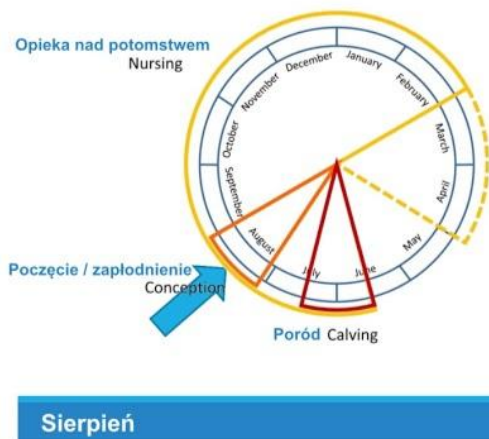 Opieka nad potomstwem
Nursing
January
February
March
April
May
June
July
August
September
October
November
December
Poczęcie / zapłodnienie
Conception
Poród Calving
Sierpień